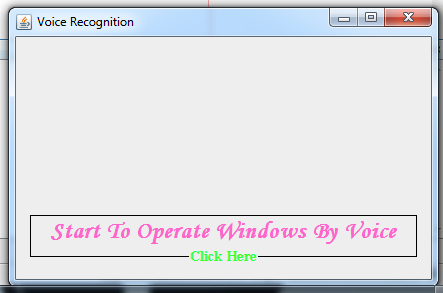 Voice Recognition
Start To Operate Windows By Voice
Click Here